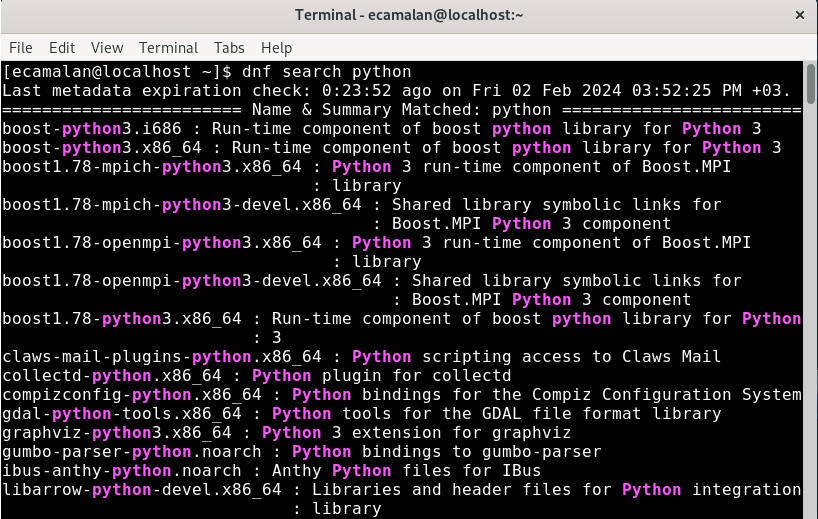 Terminal - ecamalan@localhost:~
×
File Edit View Terminal Tabs Help
[ecamalan@localhost ~]$ dnf search python
Last metadata expiration check: 0:23:52 ago on Fri 02 Feb 2024 03:52:25 PM +03.
======================== Name & Summary Matched: python ========================
boost-python3.i686 : Run-time component of boost python library for Python 3
boost-python3.x86_64 : Run-time component of boost python library for Python 3
boost1.78-mpich-python3.x86_64 : Python 3 run-time component of Boost.MPI
: library
boost1.78-mpich-python3-devel.x86_64 : Shared library symbolic links for
: Boost.MPI Python 3 component
boost1.78-openmpi-python3.x86_64 : Python 3 run-time component of Boost.MPI
: library
boost1.78-openmpi-python3-devel.x86_64 : Shared library symbolic links for
: Boost.MPI Python 3 component
boost1.78-python3.x86_64 : Run-time component of boost python library for Python
: 3
claws-mail-plugins-python.x86_64 : Python scripting access to Claws Mail
collectd-python.x86_64 : Python plugin for collectd
compizconfig-python.x86_64 : Python bindings for the Compiz Configuration System
gdal-python-tools.x86_64 : Python tools for the GDAL file format library
graphviz-python3.x86_64 : Python 3 extension for graphviz
gumbo-parser-python.noarch : Python bindings to gumbo-parser
ibus-anthy-python.noarch : Anthy Python files for IBus
libarrow-python-devel.x86_64 : Libraries and header files for Python integration
: library